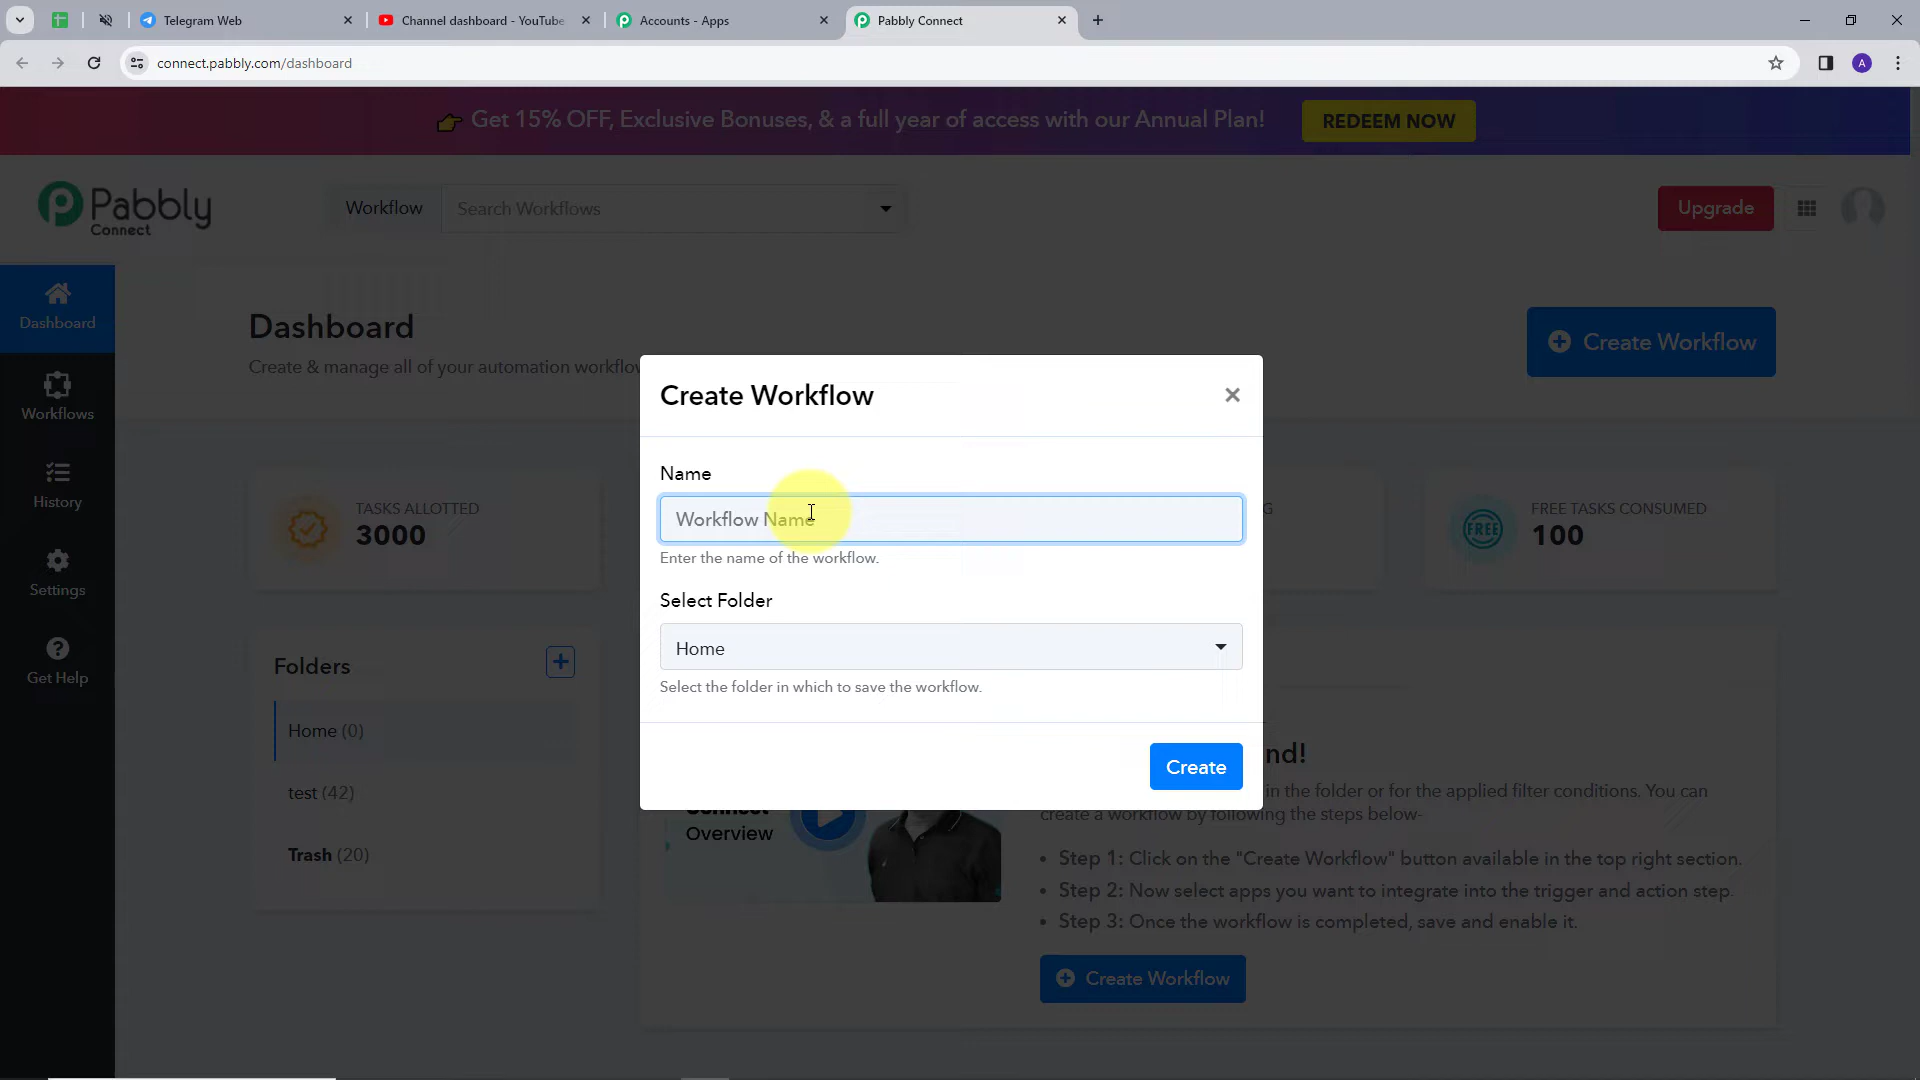 Telegram Web
Channel dashboard - YouTube
Accounts - Apps
Pabbly Connect
connect.pabbly.com/dashboard
A
Get 15% OFF, Exclusive Bonuses, & a full year of access with our Annual Plan!
REDEEM NOW
Pabbly
Connect
Workflow
Search Workflows
Upgrade
Dashboard
Workflows
History
Settings
Get Help
Dashboard
Create & manage all of your automation workflo
Create Workflow
TASKS ALLOTTED
3000
G
FREE TASKS CONSUMED
100
FREE
Folders
Home (0)
test (42)
Trash (20)
Create Workflow
Name
Workflow Name
Enter the name of the workflow.
Select Folder
Home
Select the folder in which to save the workflow.
Create
Connect
Overview
nd!
in the folder or for the applied filter conditions. You can
create a workflow by following the steps below-
• Step 1: Click on the "Create Workflow" button available in the top right section.
• Step 2: Now select apps you want to integrate into the trigger and action step.
• Step 3: Once the workflow is completed, save and enable it.
Create Workflow